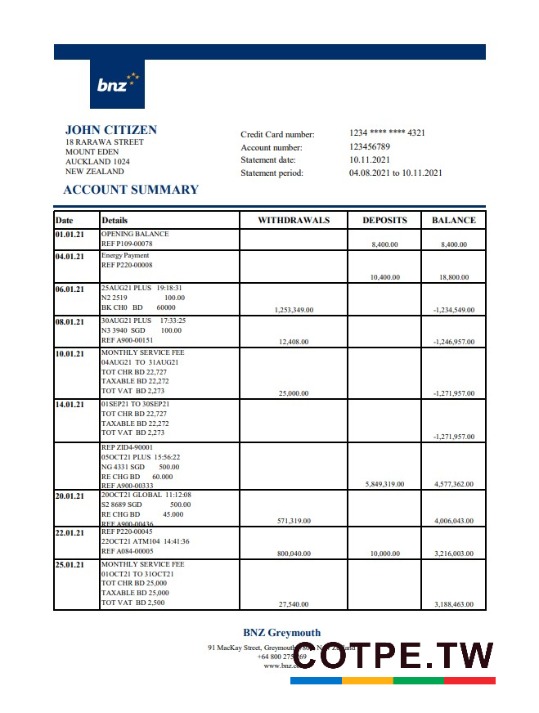 bnz
JOHN CITIZEN
18 RARAWA STREET
MOUNT EDEN
AUCKLAND 1024
NEW ZEALAND
Credit Card number: 1234 **** **** 4321
Account number: 123456789
Statement date: 10.11.2021
Statement period: 04.08.2021 to 10.11.2021
ACCOUNT SUMMARY
Date Details WITHDRAWALS DEPOSITS BALANCE
01.01.21 OPENING BALANCE
REF P109-00078 8,400.00 8,400.00
04.01.21 Energy Payment
REF P220-00008
10,400.00 18,800.00
06.01.21 25AUG21 PLUS 19:18:31
N2 2519 100.00
BK CH0 BD 60000 1,253,349.00 -1,234,549.00
08.01.21 30AUG21 PLUS 17:33:25
N3 3940 SGD 100.00
REF A900-00151 12,408.00 -1,246,957.00
10.01.21 MONTHLY SERVICE FEE
04AUG21 TO 31AUG21
TOT CHR BD 22,727
TAXABLE BD 22,272
TOT VAT BD 2,273 25,000.00 -1,271,957.00
14.01.21 01SEP21 TO 30SEP21
TOT CHR BD 22,727
TAXABLE BD 22,272
TOT VAT BD 2,273
-1,271,957.00
REP ZID4-90001
05OCT21 PLUS 15:56:22
NG 4331 SGD 500.00
RE CHG BD 60.000
REF A900-00333 5,849,319.00 4,577,362.00
20.01.21 20OCT21 GLOBAL 11:12:08
S2 8689 SGD 500.00
RE CHG BD 45.000
REF A900-00436 571,319.00 4,006,043.00
22.01.21 REF P220-00045
22OCT21 ATM104 14:41:36
REF A084-00005 800,040.00 10,000.00 3,216,003.00
25.01.21 MONTHLY SERVICE FEE
01OCT21 TO 31OCT21
TOT CHR BD 25,000
TAXABLE BD 25,000
TOT VAT BD 2,500 27,540.00 3,188,463.00
BNZ Greymouth
91 MacKay Street, Greymouth
+64 800 275
www.bnz.co
COTPE.TW